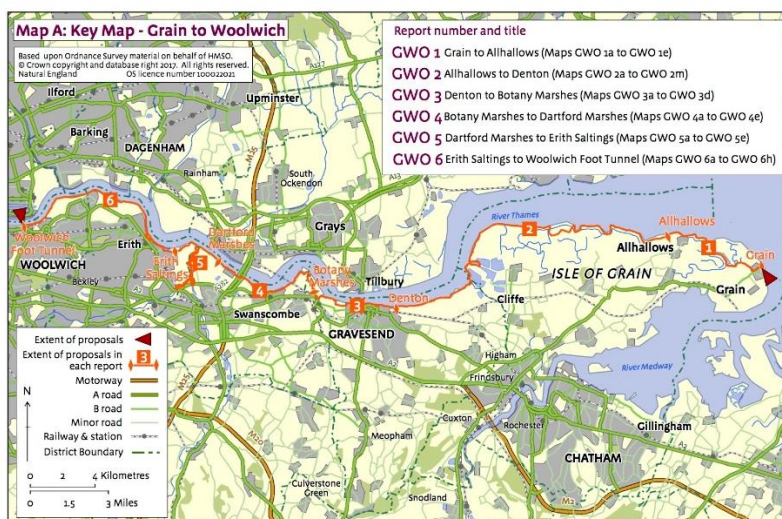 Map A: Key Map - Grain to Woolwich
Based upon Ordnance Survey material on behalf of HMSO.
© Crown copyright and database right 2017. All rights reserved.
Natural England OS licence number 100022021
Report number and title
GWO 1 Grain to Allhallows (Maps GWO 1a to GWO 1e)
GWO 2 Allhallows to Denton (Maps GWO 2a to GWO 2m)
GWO 3 Denton to Botany Marshes (Maps GWO 3a to GWO 3d)
GWO 4 Botany Marshes to Dartford Marshes (Maps GWO 4a to GWO 4e)
GWO 5 Dartford Marshes to Erith Saltings (Maps GWO 5a to GWO 5e)
GWO 6 Erith Saltings to Woolwich Foot Tunnel (Maps GWO 6a to GWO 6h)
A127
Ilford
Upminster
Barking
DAGENHAM
M25
Rainham
South
Ockendon
A13
6
Dartford
Marshes
Grays
River Thames
2
Allhallows
Allhallows
1
Grain
Woolwich
Foot Tunnel
WOOLWICH
Erith
Erith
Saltings
5
Botany
Marshes
Tilbury
ISLE OF GRAIN
Bexley
4
3
Denton
Cliffe
Grain
Swanscombe
GRAVESEND
A2
Higham
River Medway
Frindsbury
Extent of proposals
Extent of proposals in
each report
3
Motorway
A road
B road
Minor road
Railway & station
District Boundary
N
0 2 4 Kilometres
0 1.5 3 Miles
M25
M20
Cuxton
Rochester
Gillingham
A2
Meopham
CHATHAM
Culverstone
Green
Snodland
M2